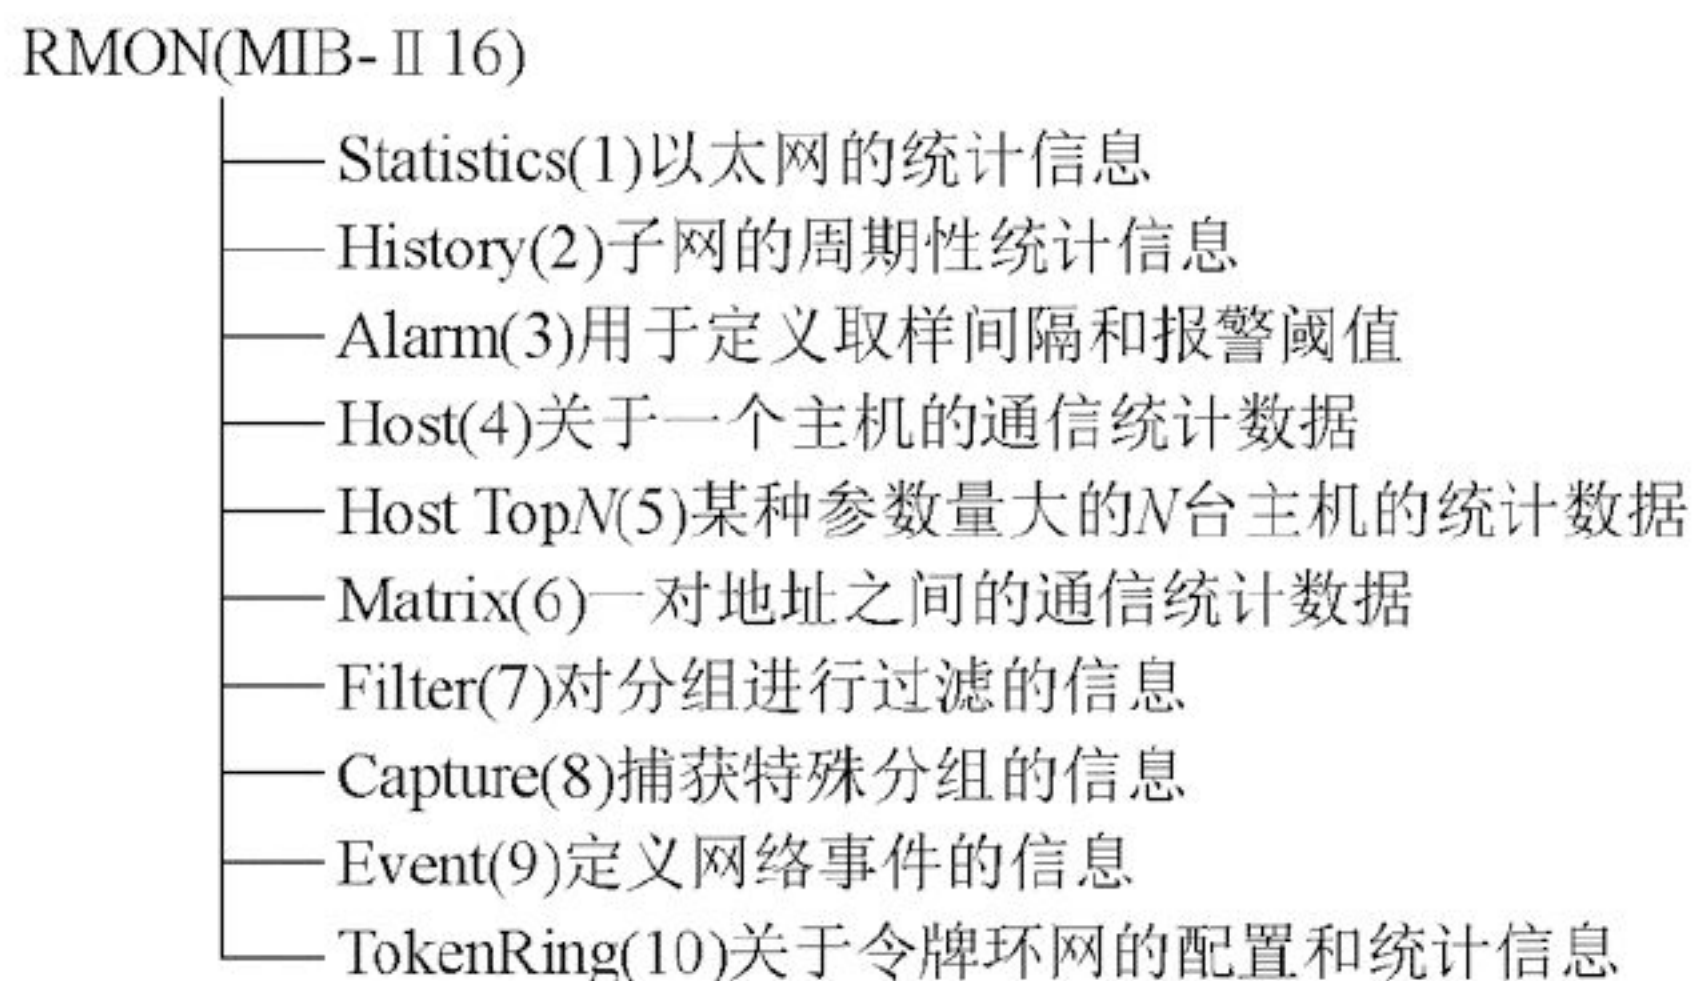 RMON(MIB-Ⅱ 16)
Statistics(1)以太网的统计信息
History(2)子网的周期性统计信息
Alarm(3)用于定义取样间隔和报警阈值
Host(4)关于一个主机的通信统计数据
Host TopN(5)某种参数量大的N台主机的统计数据
Matrix(6)一对地址之间的通信统计数据
Filter(7)对分组进行过滤的信息
Capture(8)捕获特殊分组的信息
Event(9)定义网络事件的信息
TokenRing(10)关于令牌环网的配置和统计信息